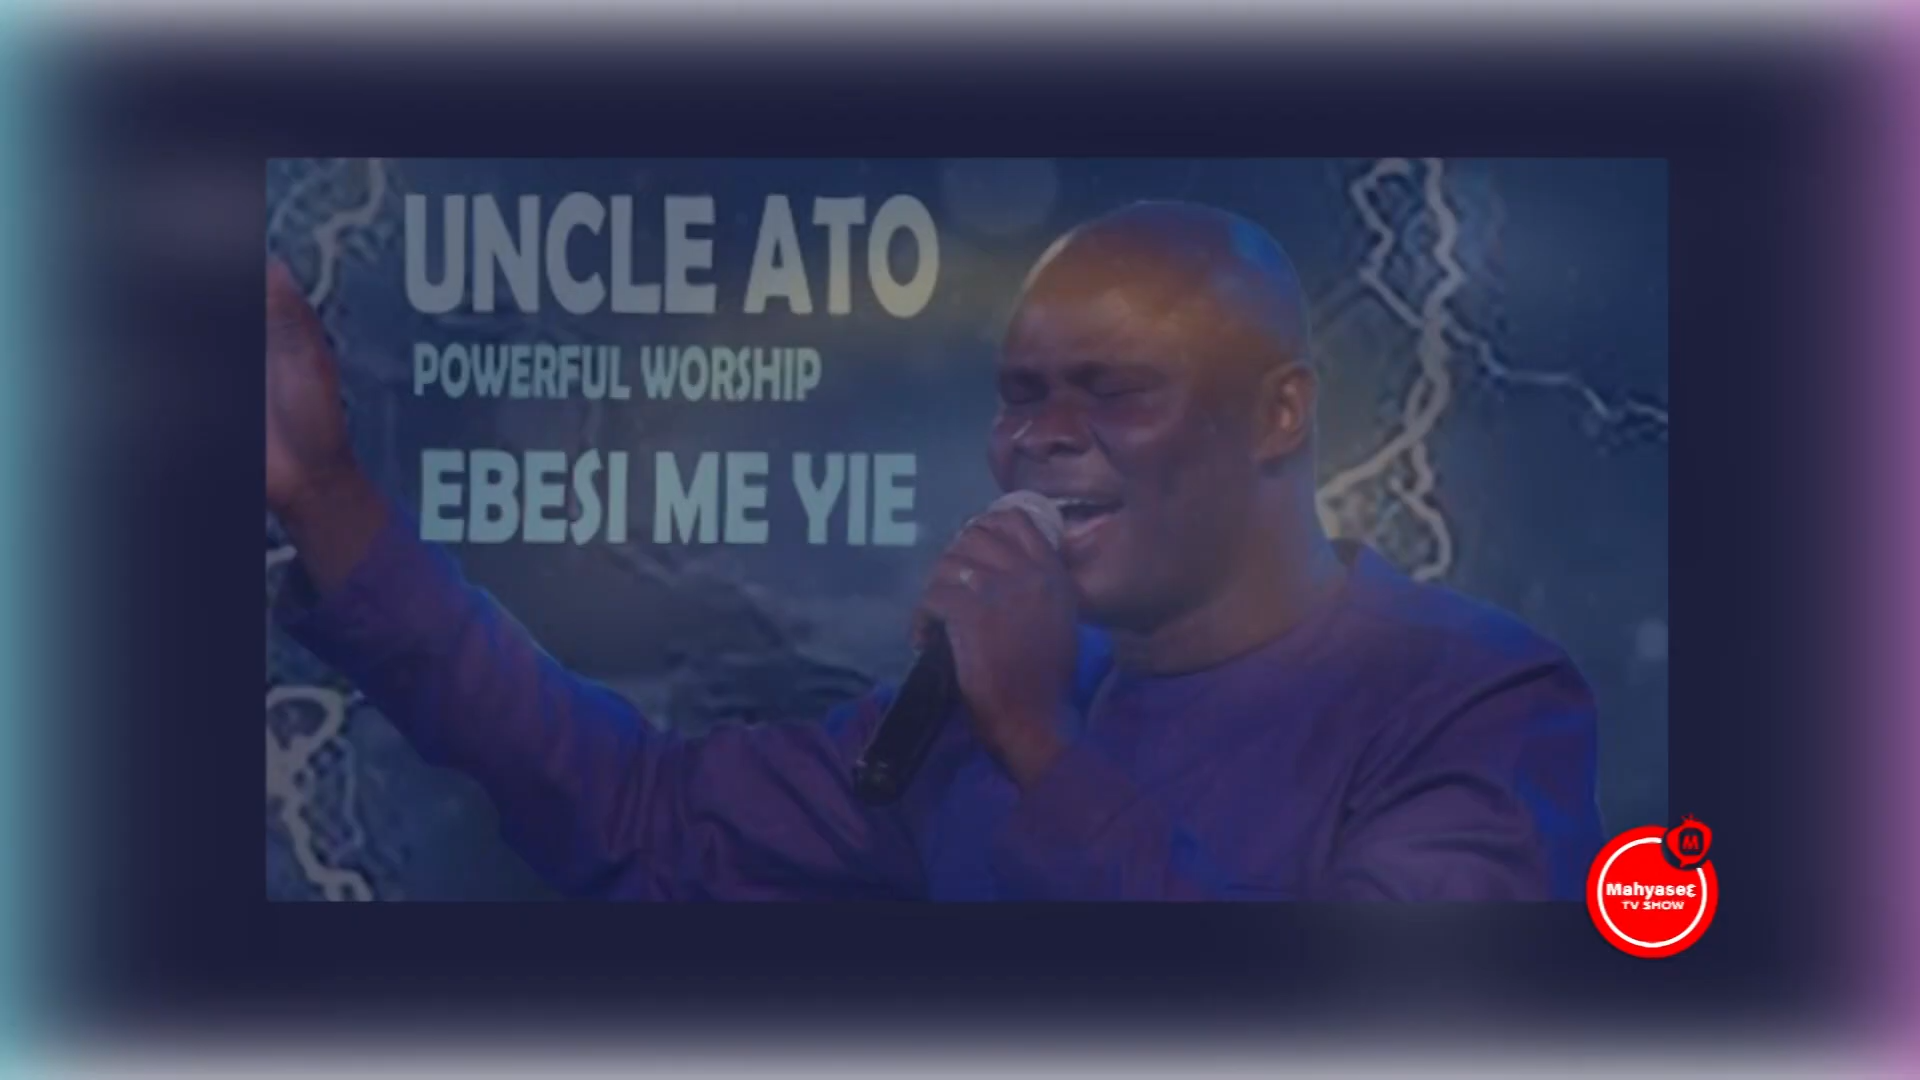 UNCLE ATO
POWERFUL WORSHIP
EBESI ME YIE
M
Mahyaseɛ
TV SHOW